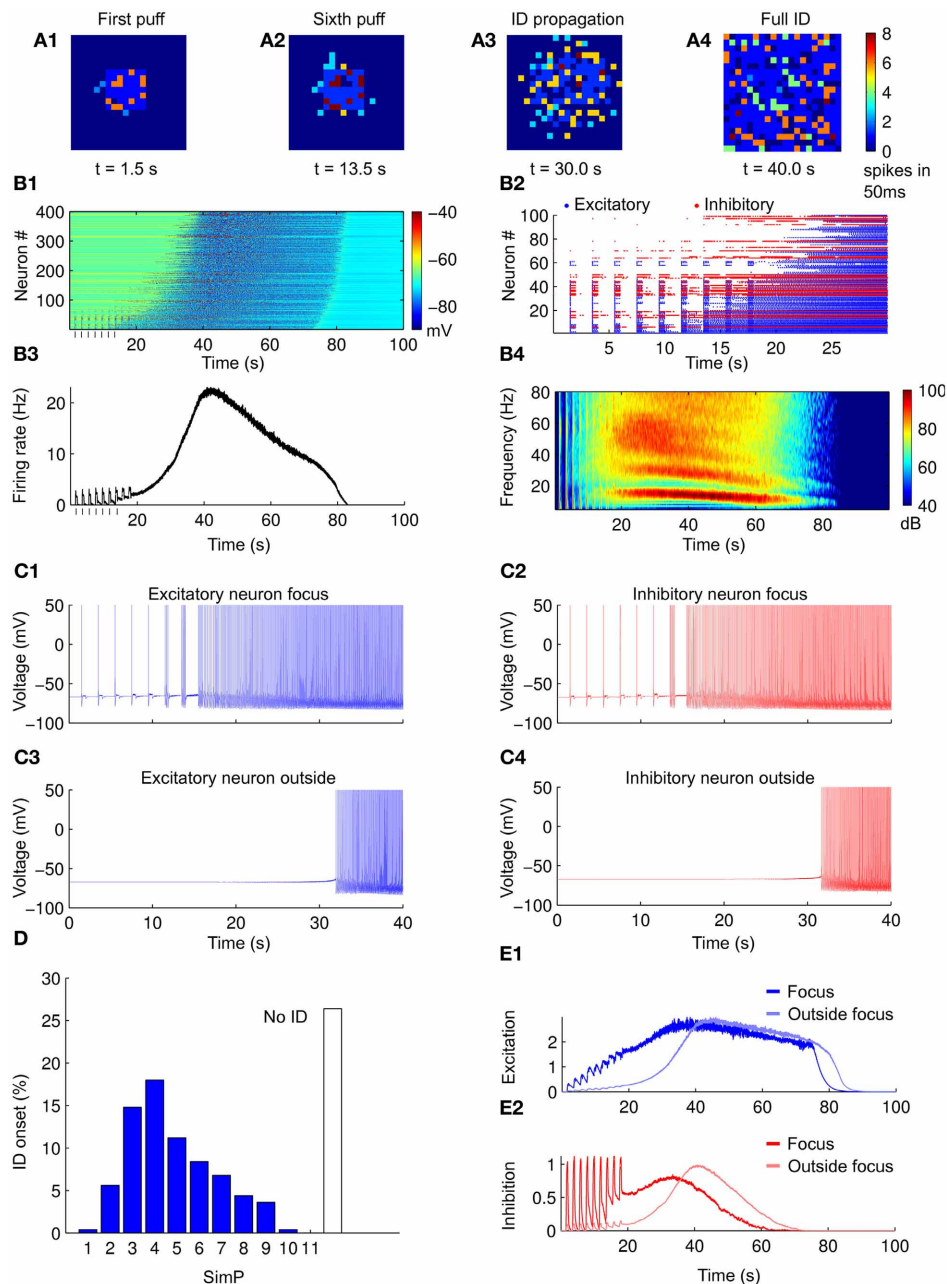 First puff
Sixth puff
ID propagation
Full ID
A1
A2
A3
A4
8
6
4
2
0
t = 1.5 s
t = 13.5 s
t = 30.0 s
t = 40.0 s
spikes in
50ms
B1
B2
Excitatory
Inhibitory
Neuron #
400
300
200
100
20 40 60 80 100
Time (s)
−40
−60
−80
mV
Neuron #
100
80
60
40
20
5 10 15 20 25
Time (s)
B3
B4
Firing rate (Hz)
20
10
0
20 40 60 80 100
Time (s)
Frequency (Hz)
80
60
40
20
20 40 60 80
Time (s)
100
80
60
40
dB
C1
C2
Excitatory neuron focus
Inhibitory neuron focus
Voltage (mV)
50
0
−50
−100
0 10 20 30 40
Voltage (mV)
50
0
−50
−100
0 10 20 30 40
C3
C4
Excitatory neuron outside
Inhibitory neuron outside
Voltage (mV)
50
0
−50
−100
0 10 20 30 40
Time (s)
Voltage (mV)
50
0
−50
−100
0 10 20 30 40
Time (s)
D
E1
ID onset (%)
30
25
20
15
10
5
0
No ID
1 2 3 4 5 6 7 8 9 10 11
SimP
Focus
Outside focus
Excitation
2
1
0
20 40 60 80 100
E2
Focus
Outside focus
Inhibition
1
0.5
0
20 40 60 80 100
Time (s)